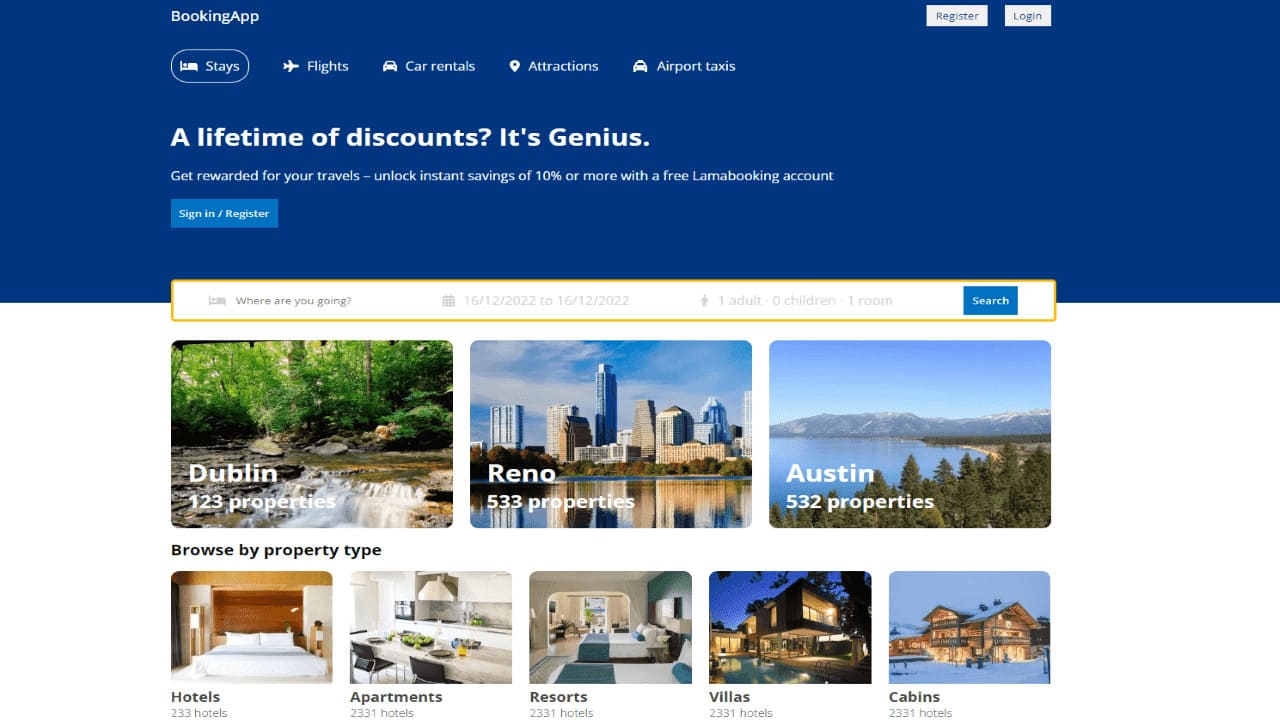 BookingApp
Register
Login
Stays
Flights
Car rentals
Attractions
Airport taxis
A lifetime of discounts? It's Genius.
Get rewarded for your travels – unlock instant savings of 10% or more with a free Lamabooking account
Sign in / Register
Where are you going?
16/12/2022 to 16/12/2022
1 adult · 0 children · 1 room
Search
Dublin
123 properties
Reno
533 properties
Austin
532 properties
Browse by property type
Hotels
233 hotels
Apartments
2331 hotels
Resorts
2331 hotels
Villas
2331 hotels
Cabins
2331 hotels